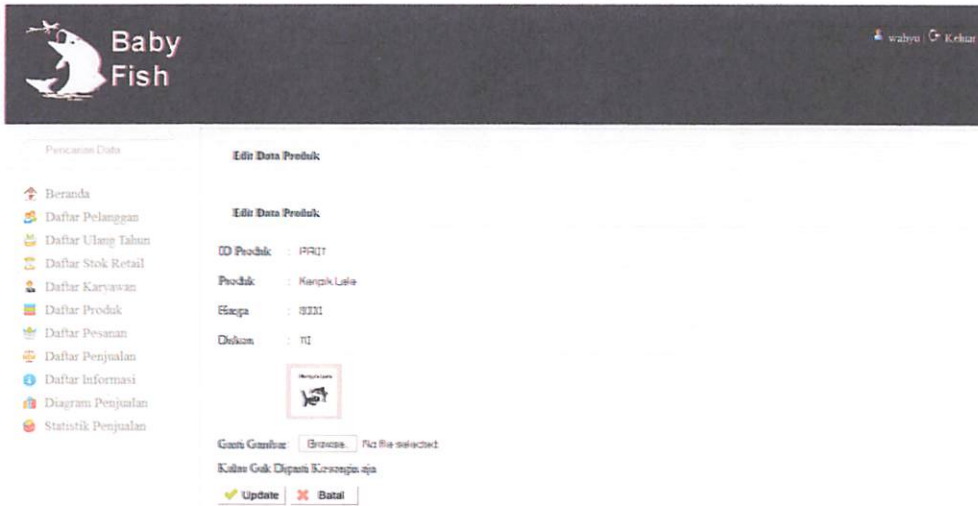 Baby
Fish
wahyu Keluar
Pencarian Data
Beranda
Daftar Pelanggan
Daftar Ulang Tahun
Daftar Stok Retail
Daftar Karyawan
Daftar Produk
Daftar Pesanan
Daftar Penjualan
Daftar Informasi
Diagram Penjualan
Statistik Penjualan
Edit Data Produk
Edit Data Produk
ID Produk :
Produk : Keripik Lele
Harga :
Diskon : 10
Ganti Gambar: Browse. No file selected.
Kalau Gak Diganti Kosongin aja
Update Batal